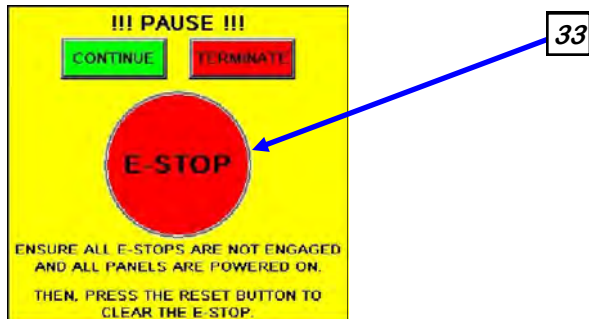 !!! PAUSE !!!
CONTINUE TERMINATE
33
E-STOP
ENSURE ALL E-STOPS ARE NOT ENGAGED
AND ALL PANELS ARE POWERED ON.
THEN, PRESS THE RESET BUTTON TO
CLEAR THE E-STOP.